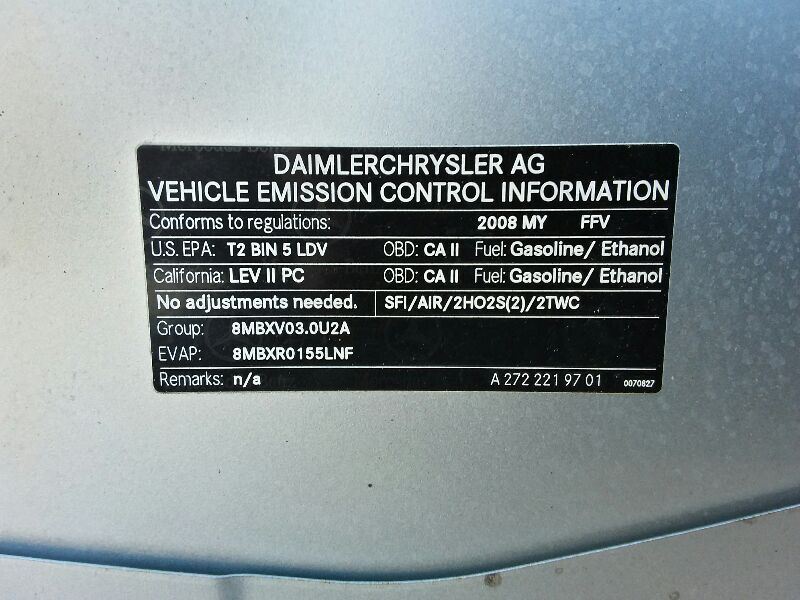 DAIMLERCHRYSLER AG
VEHICLE EMISSION CONTROL INFORMATION
Conforms to regulations: 2008 MY FFV
U.S. EPA: T2 BIN 5 LDV OBD: CA II Fuel: Gasoline/ Ethanol
California: LEV II PC OBD: CA II Fuel: Gasoline/ Ethanol
No adjustments needed. SFI/AIR/2HO2S(2)/2TWC
Group: 8MBXV03.0U2A
EVAP: 8MBXR0155LNF
Remarks: n/a A 272 221 97 01 0070827